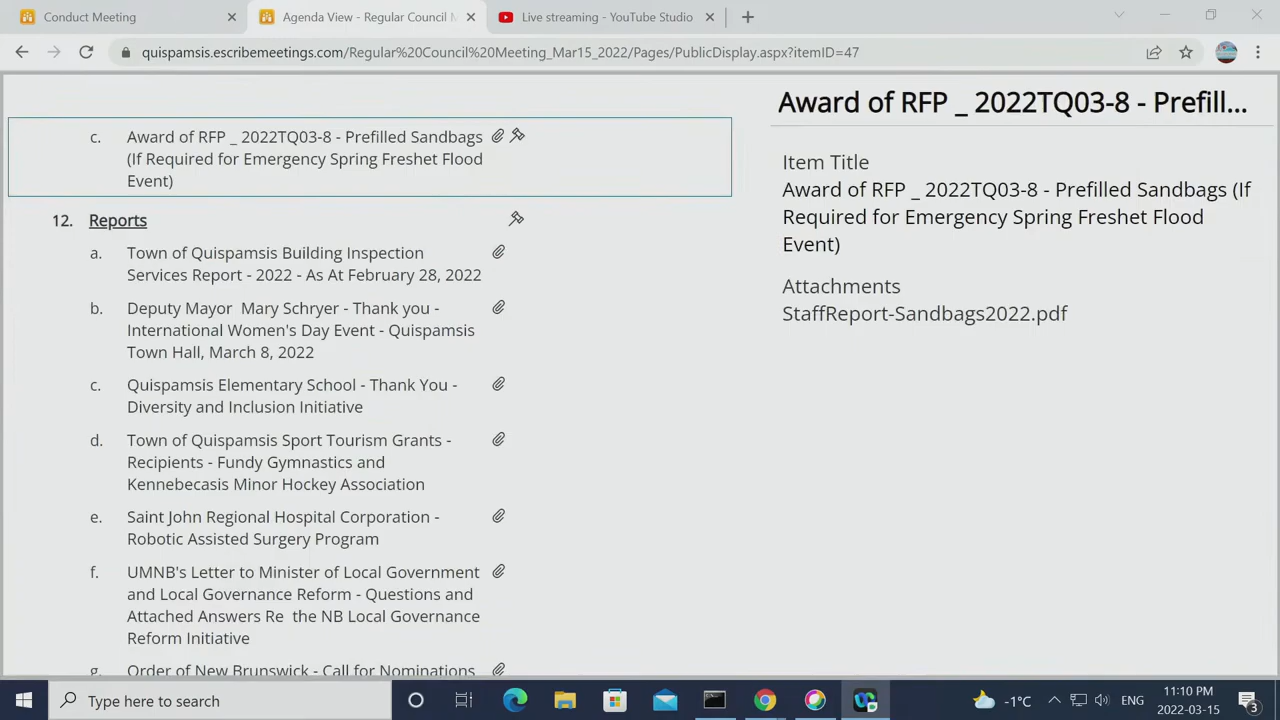 Conduct Meeting
Agenda View - Regular Council M
Live streaming - YouTube Studio
quispamsis.escribemeetings.com/Regular%20Council%20Meeting_Mar15_2022/Pages/PublicDisplay.aspx?itemID=47
c. Award of RFP _ 2022TQ03-8 - Prefilled Sandbags
(If Required for Emergency Spring Freshet Flood
Event)
12. Reports
a. Town of Quispamsis Building Inspection
Services Report - 2022 - As At February 28, 2022
b. Deputy Mayor Mary Schryer - Thank you -
International Women's Day Event - Quispamsis
Town Hall, March 8, 2022
c. Quispamsis Elementary School - Thank You -
Diversity and Inclusion Initiative
d. Town of Quispamsis Sport Tourism Grants -
Recipients - Fundy Gymnastics and
Kennebecasis Minor Hockey Association
e. Saint John Regional Hospital Corporation -
Robotic Assisted Surgery Program
f. UMNB's Letter to Minister of Local Government
and Local Governance Reform - Questions and
Attached Answers Re the NB Local Governance
Reform Initiative
g. Order of New Brunswick - Call for Nominations
Award of RFP _ 2022TQ03-8 - Prefill...
Item Title
Award of RFP _ 2022TQ03-8 - Prefilled Sandbags (If
Required for Emergency Spring Freshet Flood
Event)
Attachments
StaffReport-Sandbags2022.pdf
Type here to search
-1°C
ENG
11:10 PM
2022-03-15
3